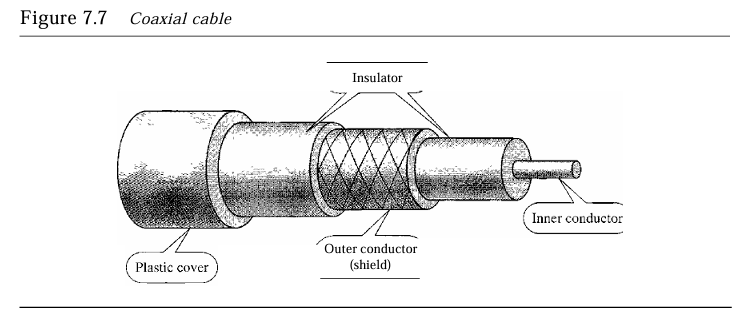 Figure 7.7 Coaxial cable
Insulator
Inner conductor
Outer conductor
(shield)
Plastic cover